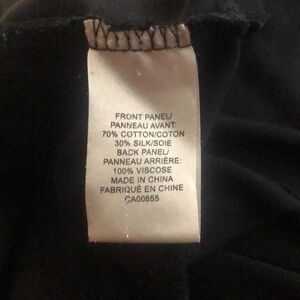 FRONT PANEL/
PANNEAU AVANT:
70% COTTON/COTON
30% SILK/SOIE
BACK PANEL/
PANNEAU ARRIÈRE:
100% VISCOSE
MADE IN CHINA
FABRIQUÉ EN CHINE
CA00855